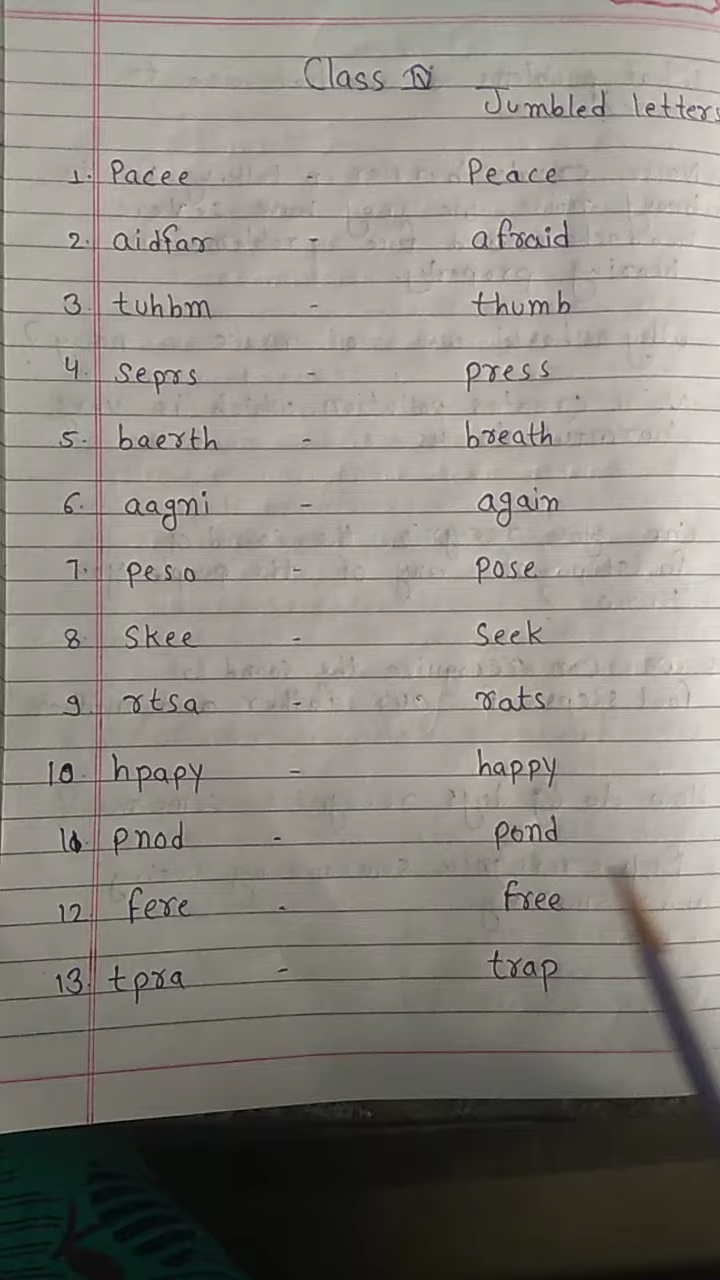 Class IV
Jumbled letters
1. Pacee - Peace
2. aidfar - afraid
3. tuhbm - thumb
4. seprs - press
5. baerth - breath
6. aagni - again
7. peso - pose
8. Skee - Seek
9. rtsa - rats
10. hpapy - happy
11. pnod - pond
12. fere - free
13. tpra - trap